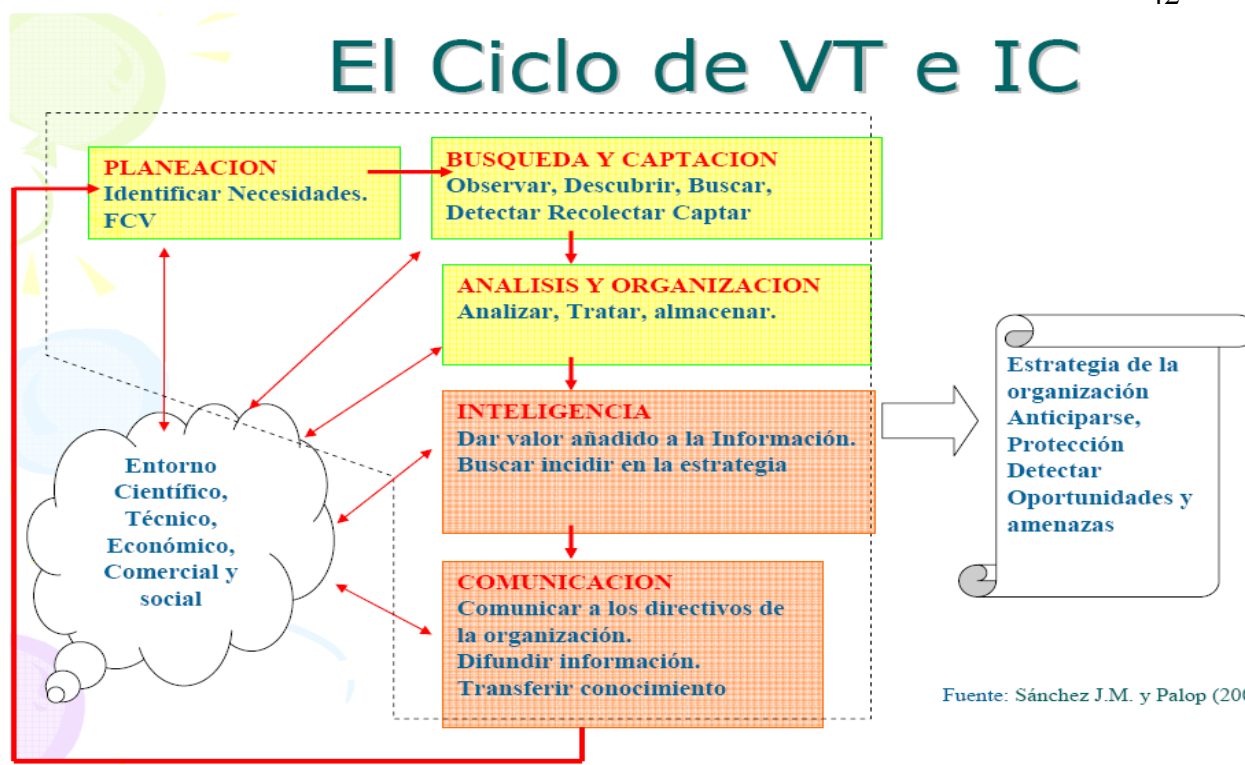 El Ciclo de VT e IC
PLANEACION
Identificar Necesidades.
FCV
BUSQUEDA Y CAPTACION
Observar, Descubrir, Buscar,
Detectar Recolectar Captar
ANALISIS Y ORGANIZACION
Analizar, Tratar, almacenar.
INTELIGENCIA
Dar valor añadido a la Información.
Buscar incidir en la estrategia
COMUNICACION
Comunicar a los directivos de
la organización.
Difundir información.
Transferir conocimiento
Entorno
Científico,
Técnico,
Económico,
Comercial y
social
Estrategia de la
organización
Anticiparse,
Protección
Detectar
Oportunidades y
amenazas
Fuente: Sánchez J.M. y Palop